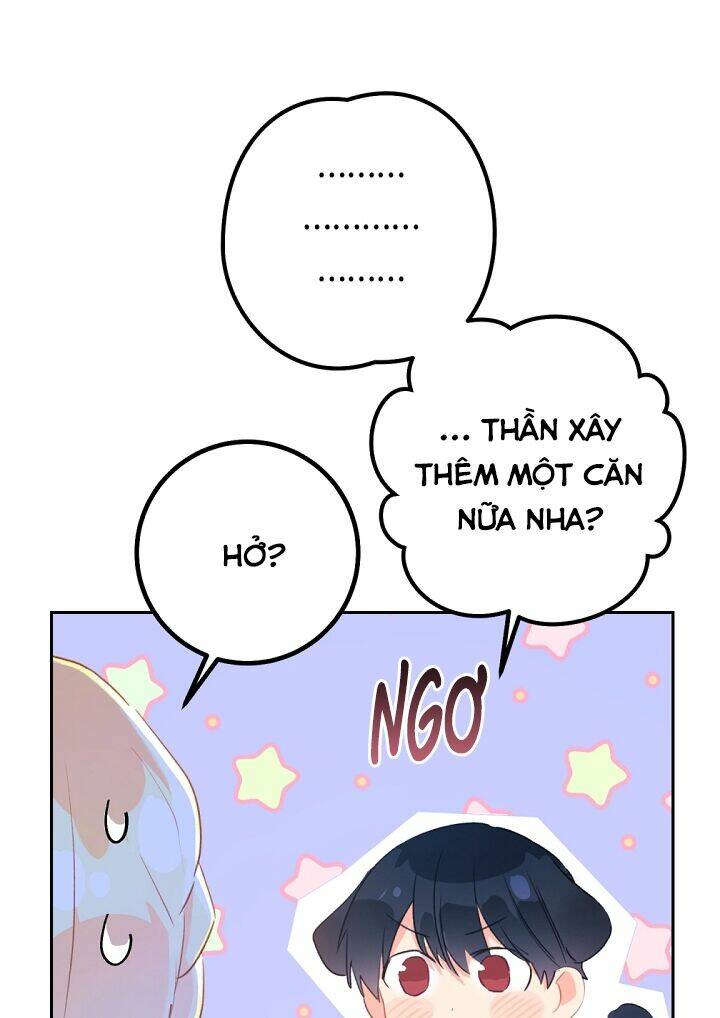 .........
............
.........
... THẦN XÂY
THÊM MỘT CĂN
NỮA NHA?
HỞ?
NGƠ